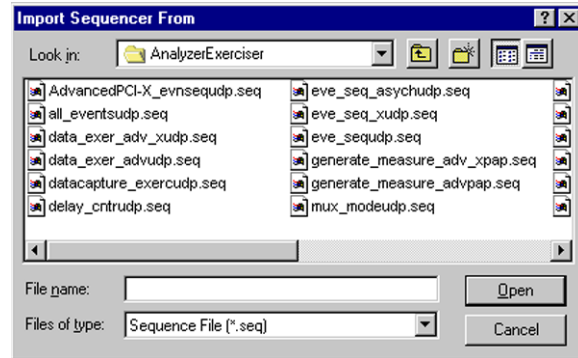 Import Sequencer From
Look in: AnalyzerExerciser
AdvancedPCI-X_evnsequdp.seq
all_eventsudp.seq
data_exer_adv_xudp.seq
data_exer_advudp.seq
datacapture_exercudp.seq
delay_cntrudp.seq
eve_seq_asychudp.seq
eve_seq_xudp.seq
eve_sequdp.seq
generate_measure_adv_xpap.seq
generate_measure_advpap.seq
mux_modeudp.seq
File name:
Open
Files of type: Sequence File (*.seq)
Cancel